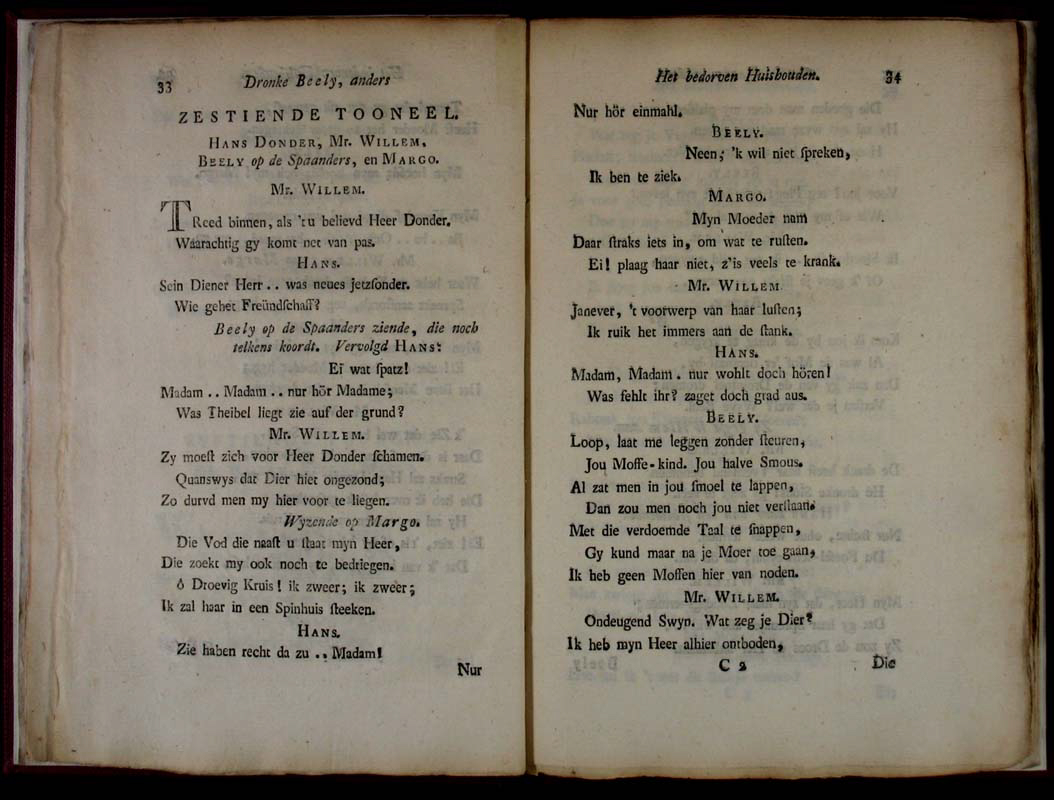 33 Dronke Beely, anders
ZESTIENDE TOONEEL.
HANS DONDER, Mr. WILLEM,
BEELY op de Spaanders, en MARGO.
Mr. WILLEM.
TReed binnen, als 't u believd Heer Donder.
Waarachtig gy komt net van pas.
HANS.
Sein Diener Herr .. was neues jetzſonder.
Wie gehet Freündſchaff?
Beely op de Spaanders ziende, die noch
telkens koordt. Vervolgd HANS:
Ei wat ſpatz!
Madam .. Madam .. nur hör Madame;
Was Theibel liegt zie auf der grund?
Mr. WILLEM.
Zy moeſt zich voor Heer Donder ſchamen.
Quanswys dat Dier hiet ongezond;
Zo durvd men my hier voor te liegen.
Wyzende op Margo.
Die Vod die naaſt u ſtaat myn Heer,
Die zoekt my ook noch te bedriegen.
ô Droevig Kruis! ik zweer; ik zweer;
Ik zal haar in een Spinhuis ſteeken.
HANS.
Zie haben recht da zu .. Madam!
Nur
Het bedorven Huishouden. 34
Nur hör einmahl.
BEELY.
Neen; 'k wil niet ſpreken,
Ik ben te ziek.
MARGO.
Myn Moeder nam
Daar ſtraks iets in, om wat te ruſten.
Ei! plaag haar niet, z'is veels te krank.
Mr. WILLEM
Janever, 't voorwerp van haar luſten;
Ik ruik het immers aan de ſtank.
HANS.
Madam, Madam . nur wohlt doch hören!
Was fehlt ihr? zaget doch grad aus.
BEELY.
Loop, laat me leggen zonder ſteuren,
Jou Moffe-kind. Jou halve Smous.
Al zat men in jou ſmoel te lappen,
Dan zou men noch jou niet verſtaan.
Met die verdoemde Taal te ſnappen,
Gy kund maar na je Moer toe gaan,
Ik heb geen Moffen hier van noden.
Mr. WILLEM.
Ondeugend Swyn. Wat zeg je Dier?
Ik heb myn Heer alhier ontboden,
C 2 Die